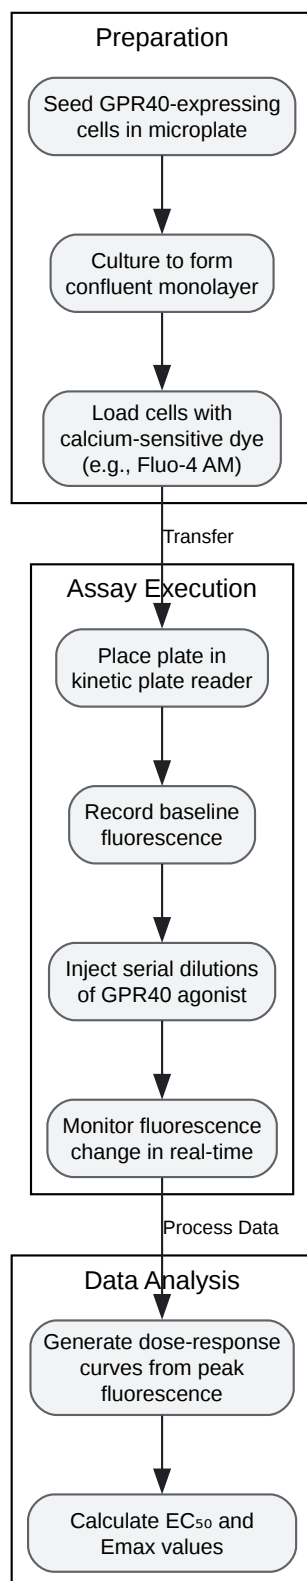 Preparation
Seed GPR40-expressing
cells in microplate
Culture to form
confluent monolayer
Load cells with
calcium-sensitive dye
(e.g., Fluo-4 AM)
Transfer
Assay Execution
Place plate in
kinetic plate reader
Record baseline
fluorescence
Inject serial dilutions
of GPR40 agonist
Monitor fluorescence
change in real-time
Process Data
Data Analysis
Generate dose-response
curves from peak
fluorescence
Calculate EC₅₀ and
Emax values